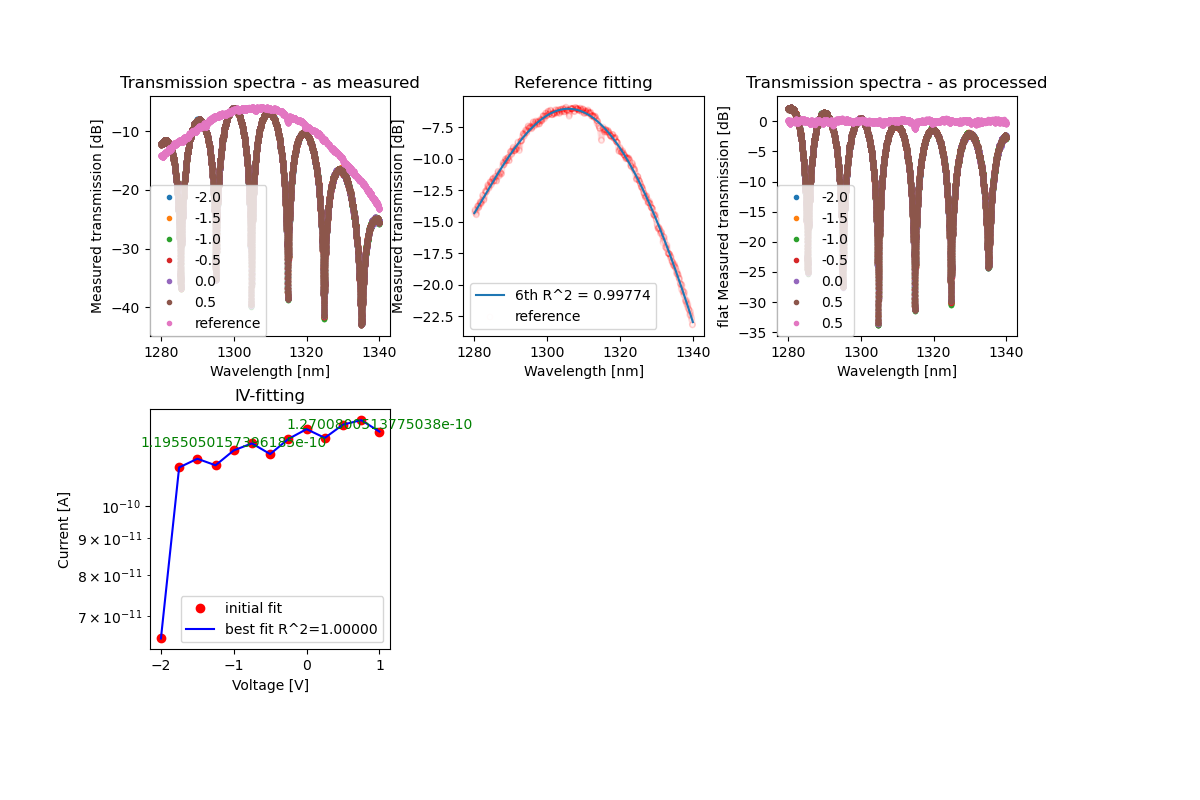 Transmission spectra - as measured
Measured transmission [dB]
−10
−20
−30
−40
-2.0
-1.5
-1.0
-0.5
0.0
0.5
reference
1280 1300 1320 1340
Wavelength [nm]
Reference fitting
Measured transmission [dB]
−7.5
−10.0
−12.5
−15.0
−17.5
−20.0
−22.5
6th R^2 = 0.99774
reference
1280 1300 1320 1340
Wavelength [nm]
Transmission spectra - as processed
flat Measured transmission [dB]
0
−5
−10
−15
−20
−25
−30
−35
-2.0
-1.5
-1.0
-0.5
0.0
0.5
0.5
1280 1300 1320 1340
Wavelength [nm]
IV-fitting
Current [A]
10−10
9 × 10−11
8 × 10−11
7 × 10−11
initial fit
best fit R^2=1.00000
−2 −1 0 1
Voltage [V]